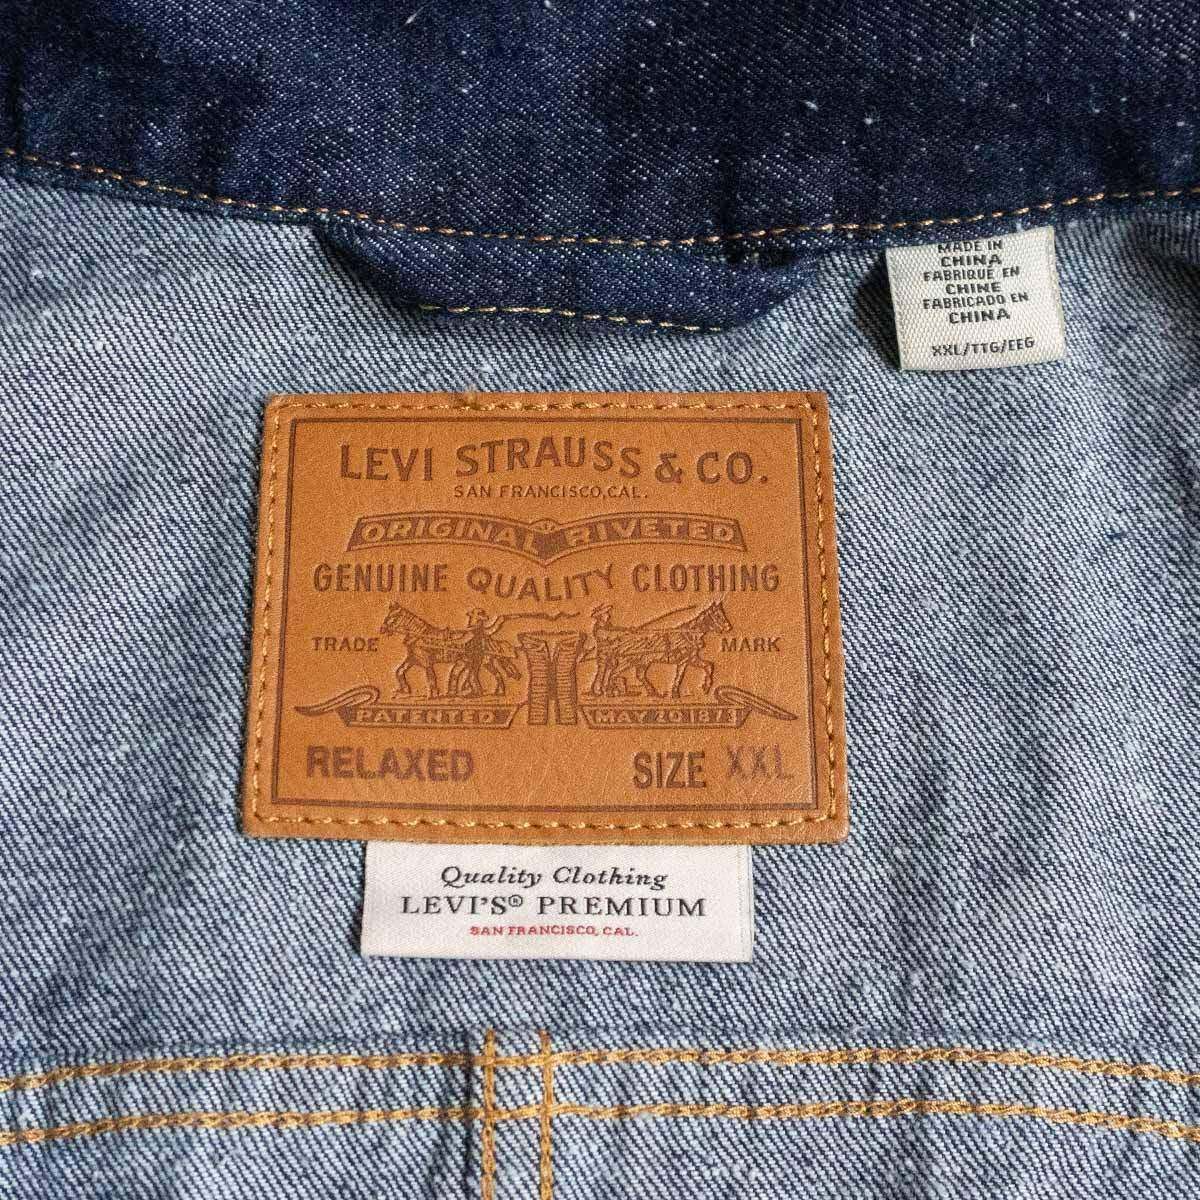 MADE IN
CHINA
FABRIQUÉ EN
CHINE
FABRICADO EN
CHINA
XXL/TTG/EEG
LEVI STRAUSS & CO.
SAN FRANCISCO, CAL.
ORIGINAL RIVETED
GENUINE QUALITY CLOTHING
TRADE MARK
PATENTED MAY 20 1873
RELAXED SIZE XXL
Quality Clothing
LEVI'S® PREMIUM
SAN FRANCISCO, CAL.